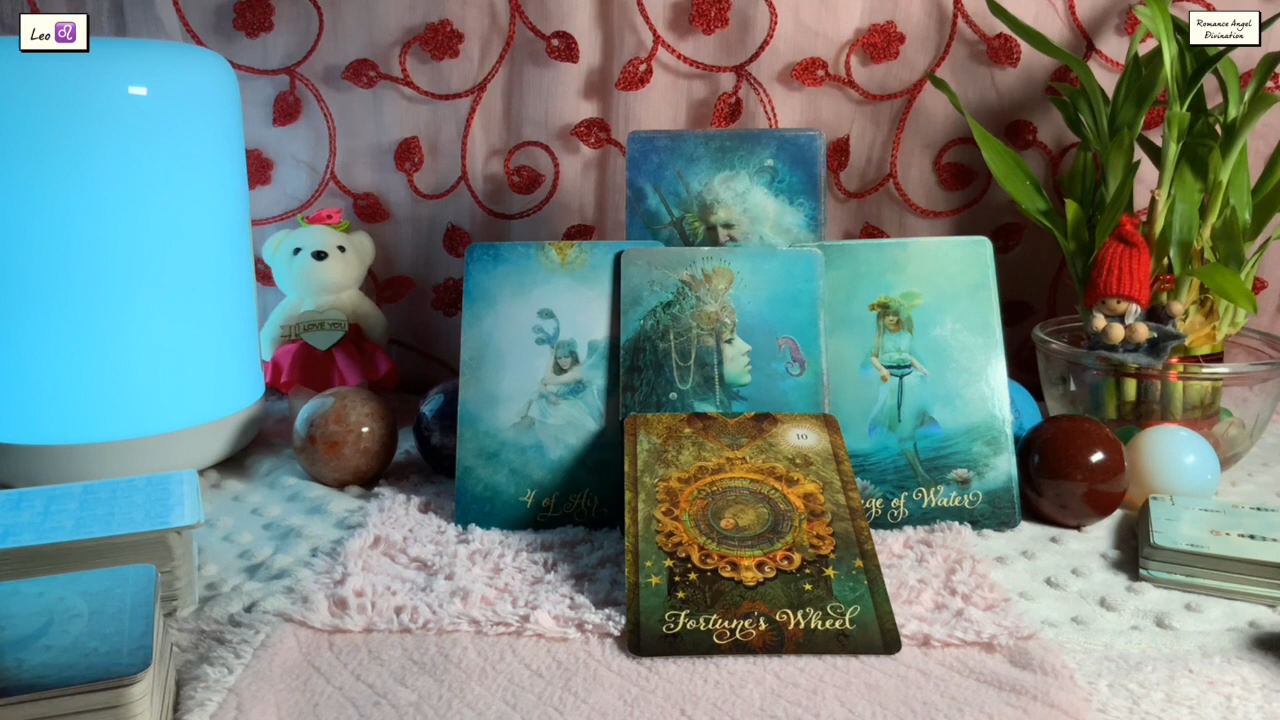 Leo ♌
Romance Angel
Divination
I LOVE YOU
4 of Air
ge of Water
10
Fortune's Wheel